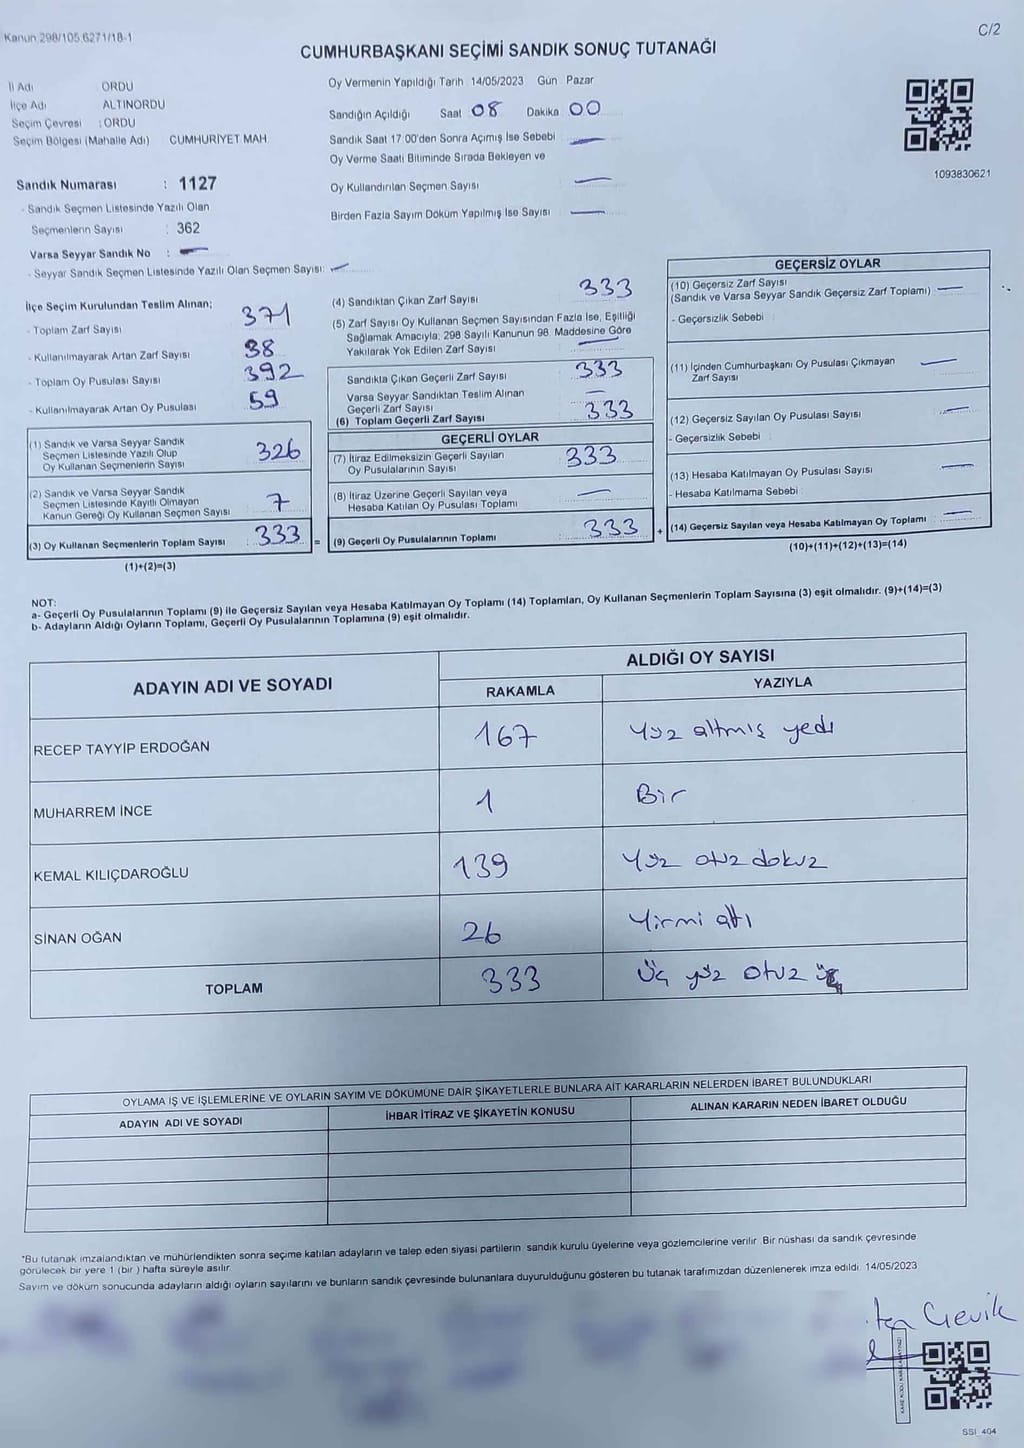 Kanun 298/105 6271/18-1
C/2
CUMHURBAŞKANI SEÇİMİ SANDIK SONUÇ TUTANAĞI
İl Adı ORDU
İlçe Adı ALTINORDU
Seçim Çevresi : ORDU
Seçim Bölgesi (Mahalle Adı) CUMHURİYET MAH.
Sandık Numarası : 1127
- Sandık Seçmen Listesinde Yazılı Olan
Seçmenlerin Sayısı : 362
Varsa Seyyar Sandık No : —
- Seyyar Sandık Seçmen Listesinde Yazılı Olan Seçmen Sayısı: —
Oy Vermenin Yapıldığı Tarih 14/05/2023 Gün Pazar
Sandığın Açıldığı Saat 08 Dakika 00
Sandık Saat 17:00'den Sonra Açılmış İse Sebebi —
Oy Verme Saati Bitiminde Sırada Bekleyen ve
Oy Kullandırılan Seçmen Sayısı —
Birden Fazla Sayım Döküm Yapılmış İse Sayısı —
1093830621
İlçe Seçim Kurulundan Teslim Alınan;
- Toplam Zarf Sayısı 371
- Kullanılmayarak Artan Zarf Sayısı 38
- Toplam Oy Pusulası Sayısı 392
- Kullanılmayarak Artan Oy Pusulası 59
(1) Sandık ve Varsa Seyyar Sandık
Seçmen Listesinde Yazılı Olup
Oy Kullanan Seçmenlerin Sayısı 326
(2) Sandık ve Varsa Seyyar Sandık
Seçmen Listesinde Kayıtlı Olmayan
Kanun Gereği Oy Kullanan Seçmen Sayısı 7
(3) Oy Kullanan Seçmenlerin Toplam Sayısı : 333 =
(1)+(2)=(3)
(4) Sandıktan Çıkan Zarf Sayısı 333
(5) Zarf Sayısı Oy Kullanan Seçmen Sayısından Fazla İse, Eşitliği
Sağlamak Amacıyla; 298 Sayılı Kanunun 98. Maddesine Göre
Yakılarak Yok Edilen Zarf Sayısı —
Sandıkta Çıkan Geçerli Zarf Sayısı 333
Varsa Seyyar Sandıktan Teslim Alınan
Geçerli Zarf Sayısı —
(6) Toplam Geçerli Zarf Sayısı 333
GEÇERLİ OYLAR
(7) İtiraz Edilmeksizin Geçerli Sayılan
Oy Pusulalarının Sayısı 333
(8) İtiraz Üzerine Geçerli Sayılan veya
Hesaba Katılan Oy Pusulası Toplamı —
(9) Geçerli Oy Pusulalarının Toplamı : 333 +
GEÇERSİZ OYLAR
(10) Geçersiz Zarf Sayısı
(Sandık ve Varsa Seyyar Sandık Geçersiz Zarf Toplamı) —
- Geçersizlik Sebebi :
(11) İçinden Cumhurbaşkanı Oy Pusulası Çıkmayan
Zarf Sayısı —
(12) Geçersiz Sayılan Oy Pusulası Sayısı —
- Geçersizlik Sebebi :
(13) Hesaba Katılmayan Oy Pusulası Sayısı —
- Hesaba Katılmama Sebebi :
(14) Geçersiz Sayılan veya Hesaba Katılmayan Oy Toplamı —
(10)+(11)+(12)+(13)=(14)
NOT:
a- Geçerli Oy Pusulalarının Toplamı (9) ile Geçersiz Sayılan veya Hesaba Katılmayan Oy Toplamı (14) Toplamları, Oy Kullanan Seçmenlerin Toplam Sayısına (3) eşit olmalıdır. (9)+(14)=(3)
b- Adayların Aldığı Oyların Toplamı, Geçerli Oy Pusulalarının Toplamına (9) eşit olmalıdır.
ADAYIN ADI VE SOYADI
ALDIĞI OY SAYISI
RAKAMLA YAZIYLA
RECEP TAYYİP ERDOĞAN 167 Yüz altmış yedi
MUHARREM İNCE 1 Bir
KEMAL KILIÇDAROĞLU 139 Yüz otuz dokuz
SİNAN OĞAN 26 Yirmi altı
TOPLAM 333 Üç yüz otuz üç
OYLAMA İŞ VE İŞLEMLERİNE VE OYLARIN SAYIM VE DÖKÜMÜNE DAİR ŞİKAYETLERLE BUNLARA AİT KARARLARIN NELERDEN İBARET BULUNDUKLARI
ADAYIN ADI VE SOYADI İHBAR İTİRAZ VE ŞİKAYETİN KONUSU ALINAN KARARIN NEDEN İBARET OLDUĞU
"Bu tutanak imzalandıktan ve mühürlendikten sonra seçime katılan adayların ve talep eden siyasi partilerin sandık kurulu üyelerine veya gözlemcilerine verilir. Bir nüshası da sandık çevresinde
görülecek bir yere 1 (bir ) hafta süreyle asılır.
Sayım ve döküm sonucunda adayların aldığı oyların sayılarını ve bunların sandık çevresinde bulunanlara duyurulduğunu gösteren bu tutanak tarafımızdan düzenlenerek imza edildi. 14/05/2023
Çevik
SSI_404